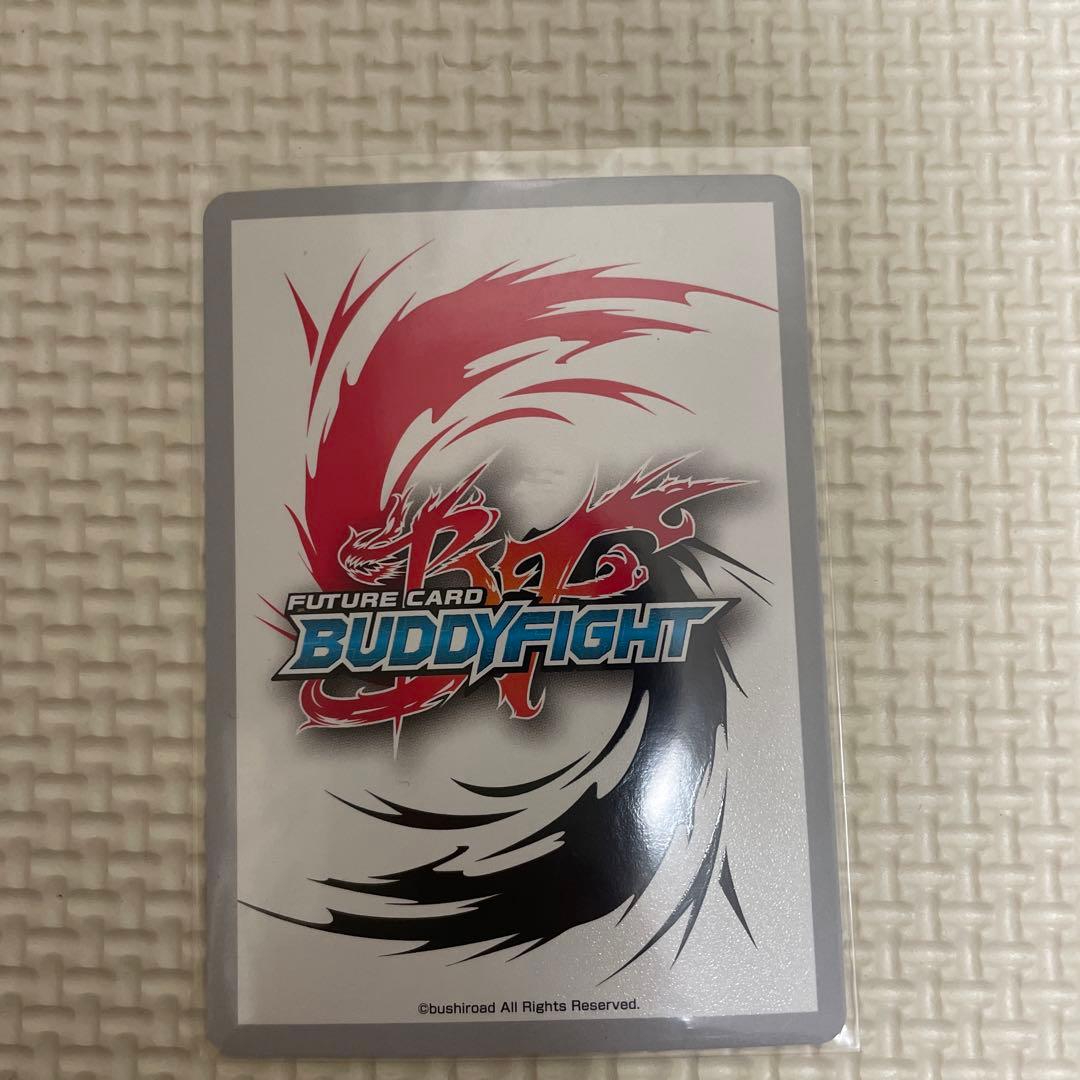 FUTURE CARD
BUDDYFIGHT
©bushiroad All Rights Reserved.